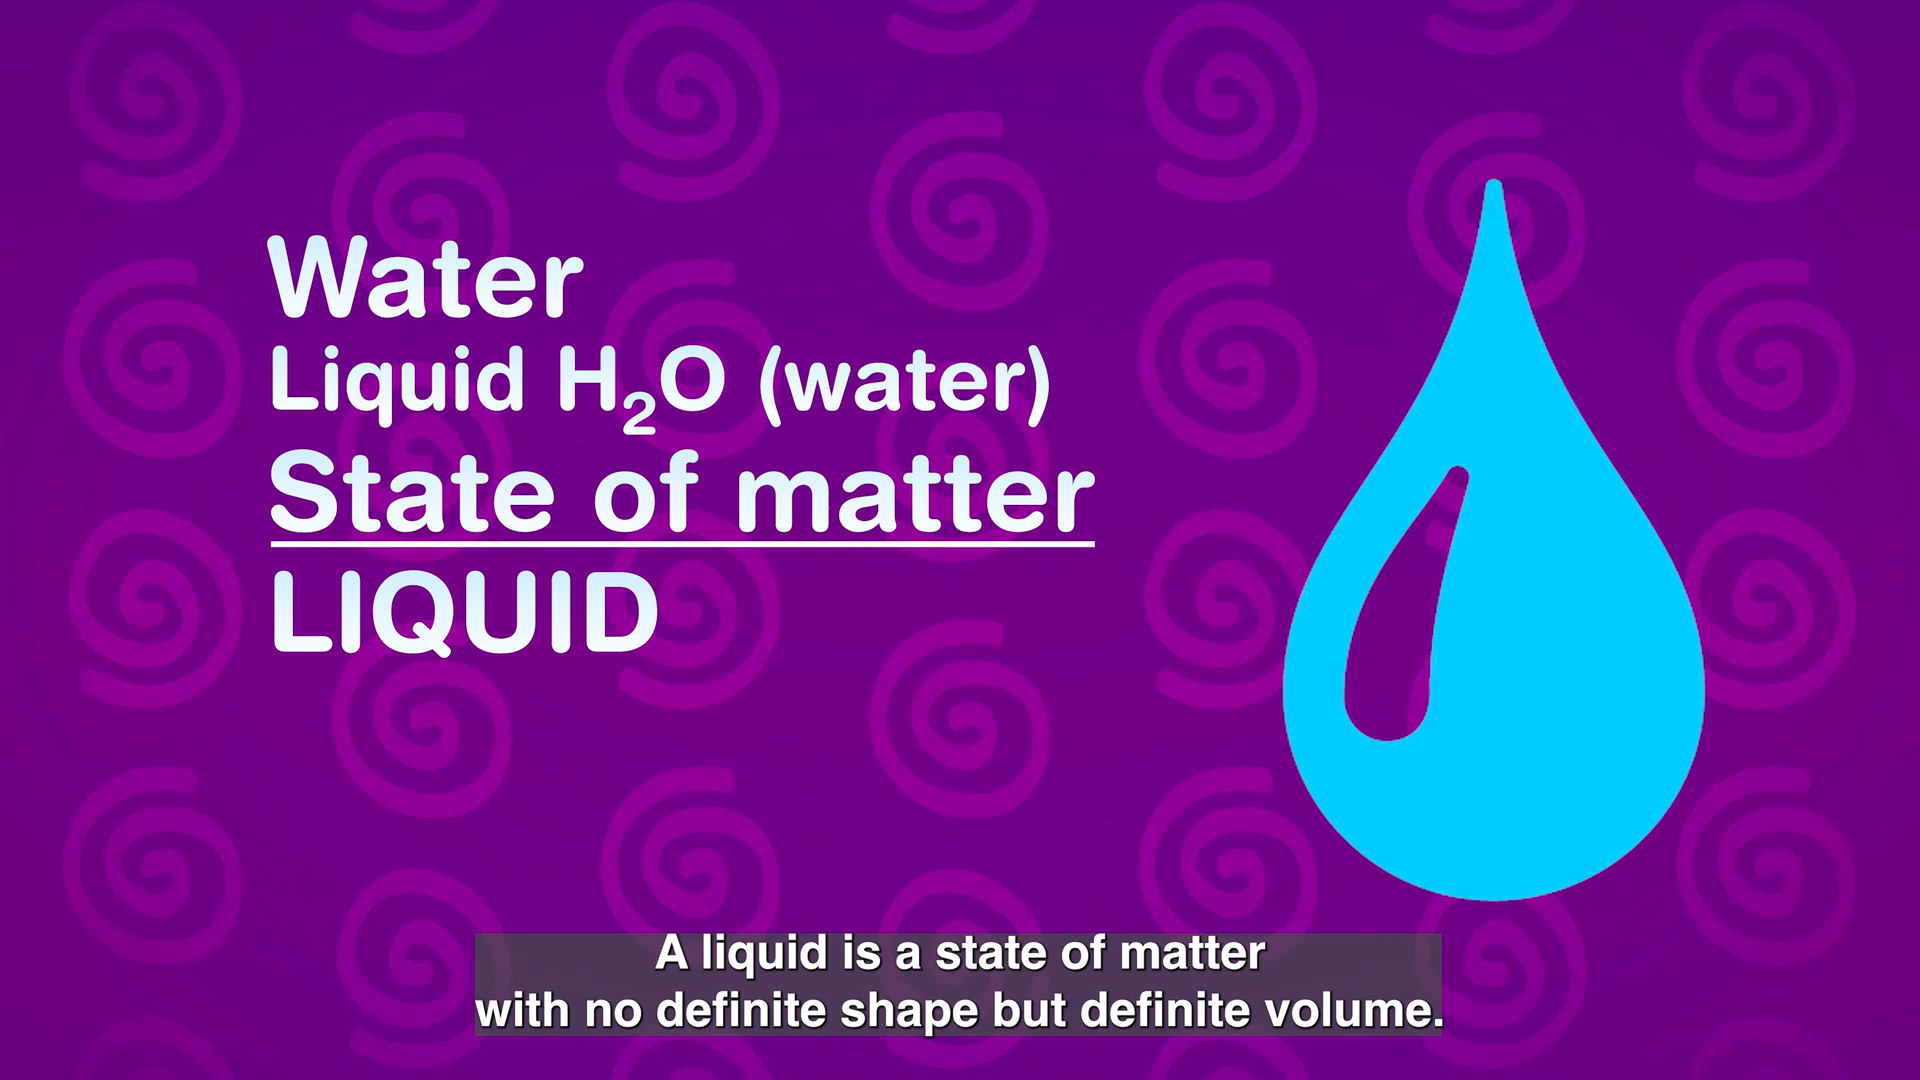 Water
Liquid H₂O (water)
State of matter
LIQUID
A liquid is a state of matter
with no definite shape but definite volume.